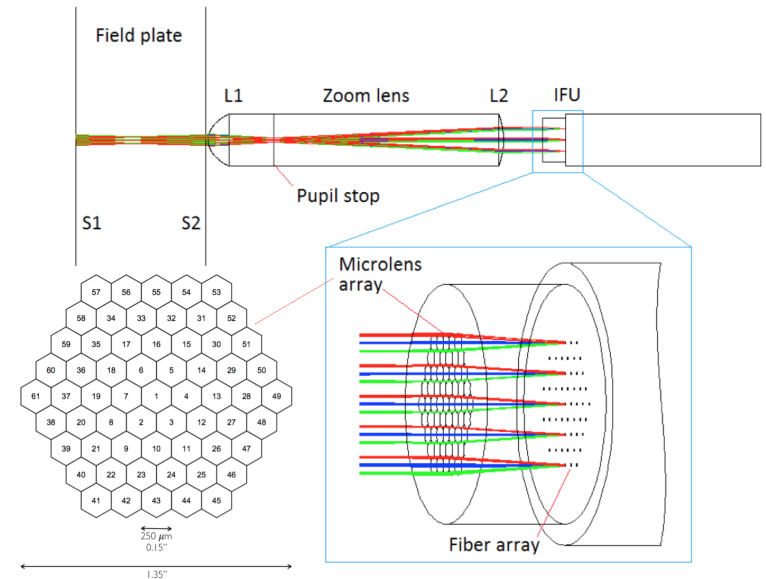 Field plate
L1
Zoom lens
L2
IFU
Pupil stop
S1
S2
Microlens
array
57 56 55 54 53
58 34 33 32 31 52
59 35 17 16 15 30 51
60 36 18 6 5 14 29 50
61 37 19 7 1 4 13 28 49
38 20 8 2 3 12 27 48
39 21 9 10 11 26 47
40 22 23 24 25 46
41 42 43 44 45
250 μm
0.15"
1.35"
Fiber array